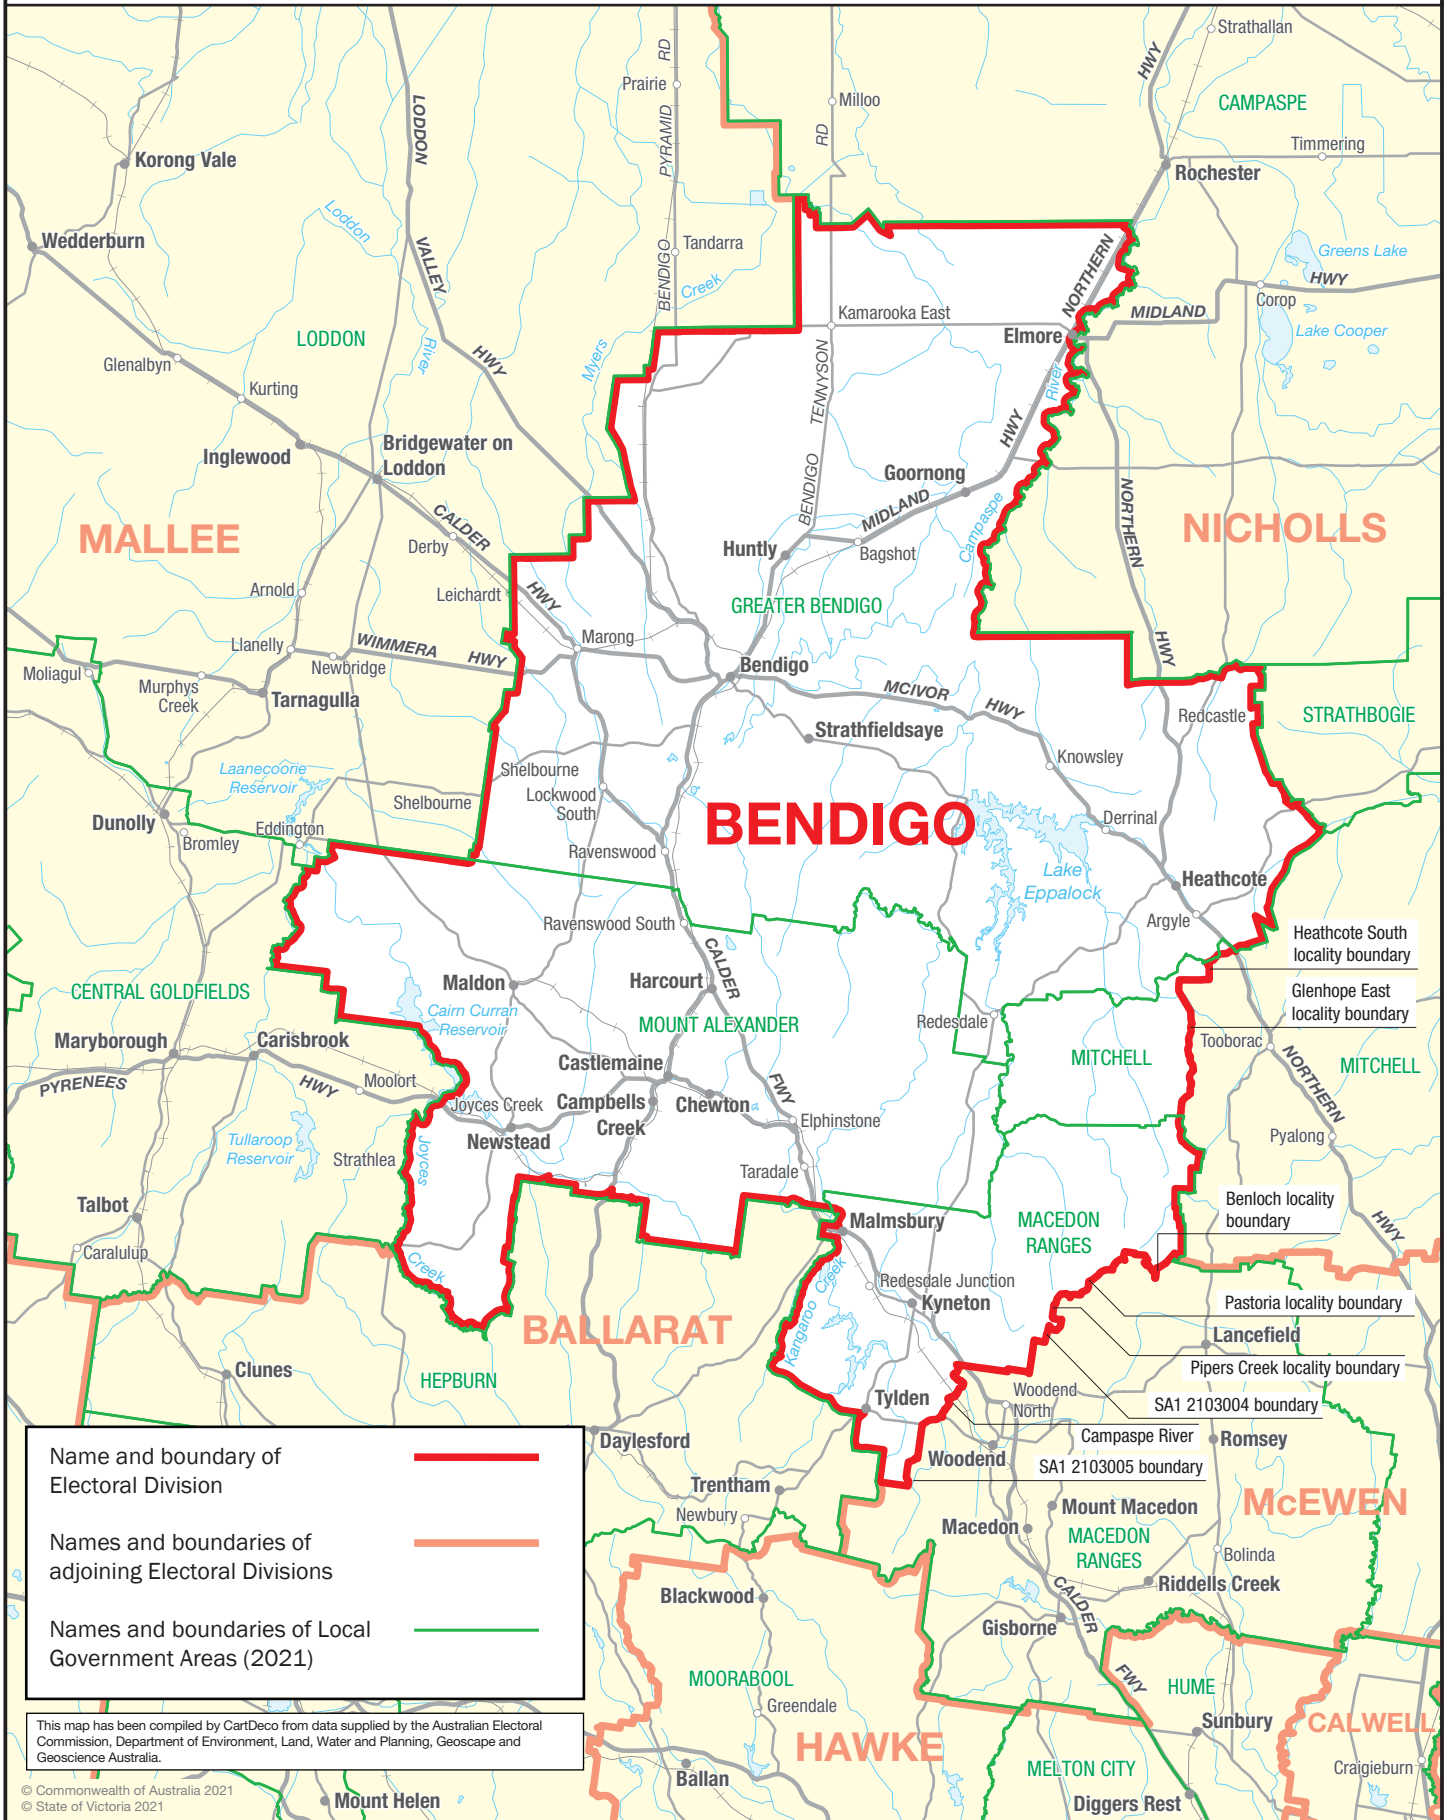 Strathallan
HWY
RD
Prairie
Milloo
CAMPASPE
LODDON
PYRAMID
RD
Timmering
Korong Vale
Rochester
Loddon
Wedderburn
VALLEY
Tandarra
BENDIGO
Creek
NORTHERN
Greens Lake
HWY
Corop
Kamarooka East
MIDLAND
Lake Cooper
LODDON
Elmore
River
HWY
Myers
Glenalbyn
Kurting
TENNYSON
River
HWY
Bridgewater on
Loddon
Inglewood
Goornong
BENDIGO
MIDLAND
Campaspe
NORTHERN
NICHOLLS
MALLEE
CALDER
Derby
Huntly
Bagshot
HWY
Arnold
Leichardt
GREATER BENDIGO
Marong
Llanelly
WIMMERA
HWY
HWY
Newbridge
Moliagul
Murphys
Creek
Tarnagulla
Bendigo
MCIVOR
HWY
Redcastle
STRATHBOGIE
Strathfieldsaye
Knowsley
Laanecoorie
Reservoir
Shelbourne
Lockwood
South
Shelbourne
BENDIGO
Derrinal
Dunolly
Eddington
Bromley
Ravenswood
Lake
Eppalock
Heathcote
Argyle
Ravenswood South
Heathcote South
locality boundary
CALDER
Maldon
Harcourt
CENTRAL GOLDFIELDS
Glenhope East
locality boundary
Cairn Curran
Reservoir
MOUNT ALEXANDER
Redesdale
Tooborac
Maryborough
Carisbrook
Castlemaine
MITCHELL
NORTHERN
MITCHELL
PYRENEES
HWY
Moolort
FWY
Joyces Creek
Campbells
Creek
Chewton
Elphinstone
Newstead
Pyalong
Tullaroop
Reservoir
Strathlea
Joyces
Taradale
Talbot
Benloch locality
boundary
Malmsbury
MACEDON
RANGES
HWY
Caralulup
Creek
Kangaroo Creek
Redesdale Junction
Kyneton
Pastoria locality boundary
BALLARAT
Lancefield
Clunes
HEPBURN
Pipers Creek locality boundary
Tylden
Woodend
North
SA1 2103004 boundary
Campaspe River
Romsey
Daylesford
Woodend
SA1 2103005 boundary
Name and boundary of
Electoral Division
Trentham
Newbury
McEWEN
Mount Macedon
Macedon
MACEDON
RANGES
Names and boundaries of
adjoining Electoral Divisions
Bolinda
Blackwood
CALDER
Riddells Creek
Gisborne
Names and boundaries of Local
Government Areas (2021)
MOORABOOL
FWY
HUME
Greendale
Sunbury
CALWELL
This map has been compiled by CartDeco from data supplied by the Australian Electoral
Commission, Department of Environment, Land, Water and Planning, Geoscape and
Geoscience Australia.
HAWKE
MELTON CITY
Craigieburn
Ballan
© Commonwealth of Australia 2021
© State of Victoria 2021
Mount Helen
Diggers Rest